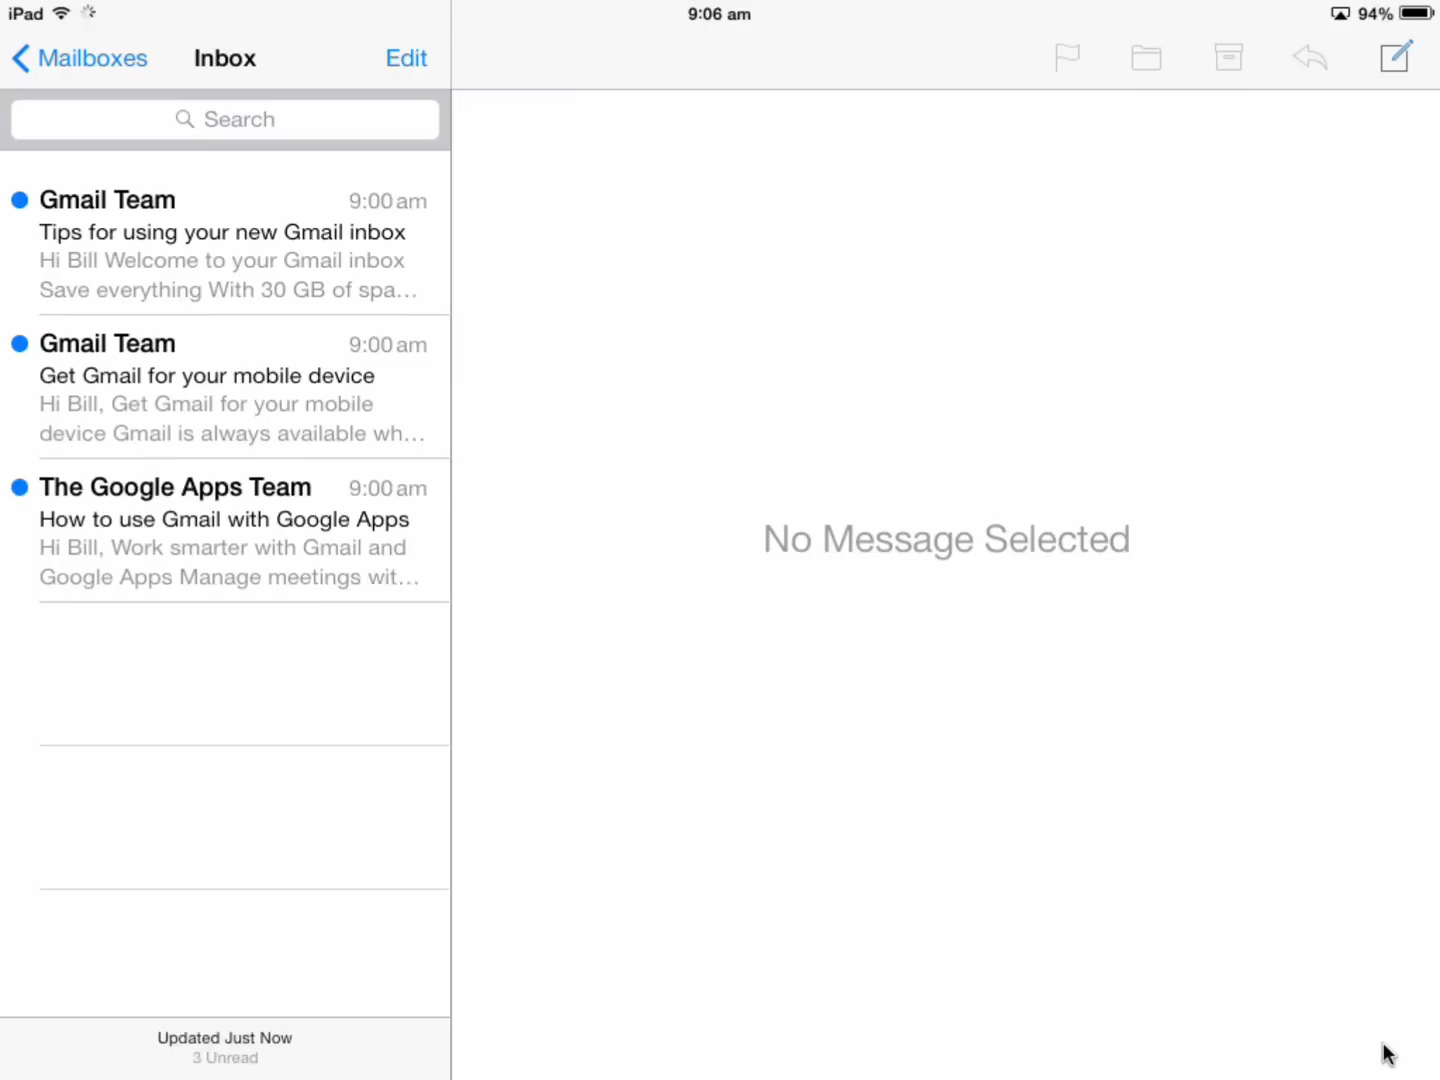 iPad
9:06 am
94%
Mailboxes
Inbox
Edit
Search
Gmail Team
9:00 am
Tips for using your new Gmail inbox
Hi Bill Welcome to your Gmail inbox
Save everything With 30 GB of spa...
Gmail Team
9:00 am
Get Gmail for your mobile device
Hi Bill, Get Gmail for your mobile
device Gmail is always available wh...
The Google Apps Team
9:00 am
How to use Gmail with Google Apps
Hi Bill, Work smarter with Gmail and
Google Apps Manage meetings wit...
No Message Selected
Updated Just Now
3 Unread